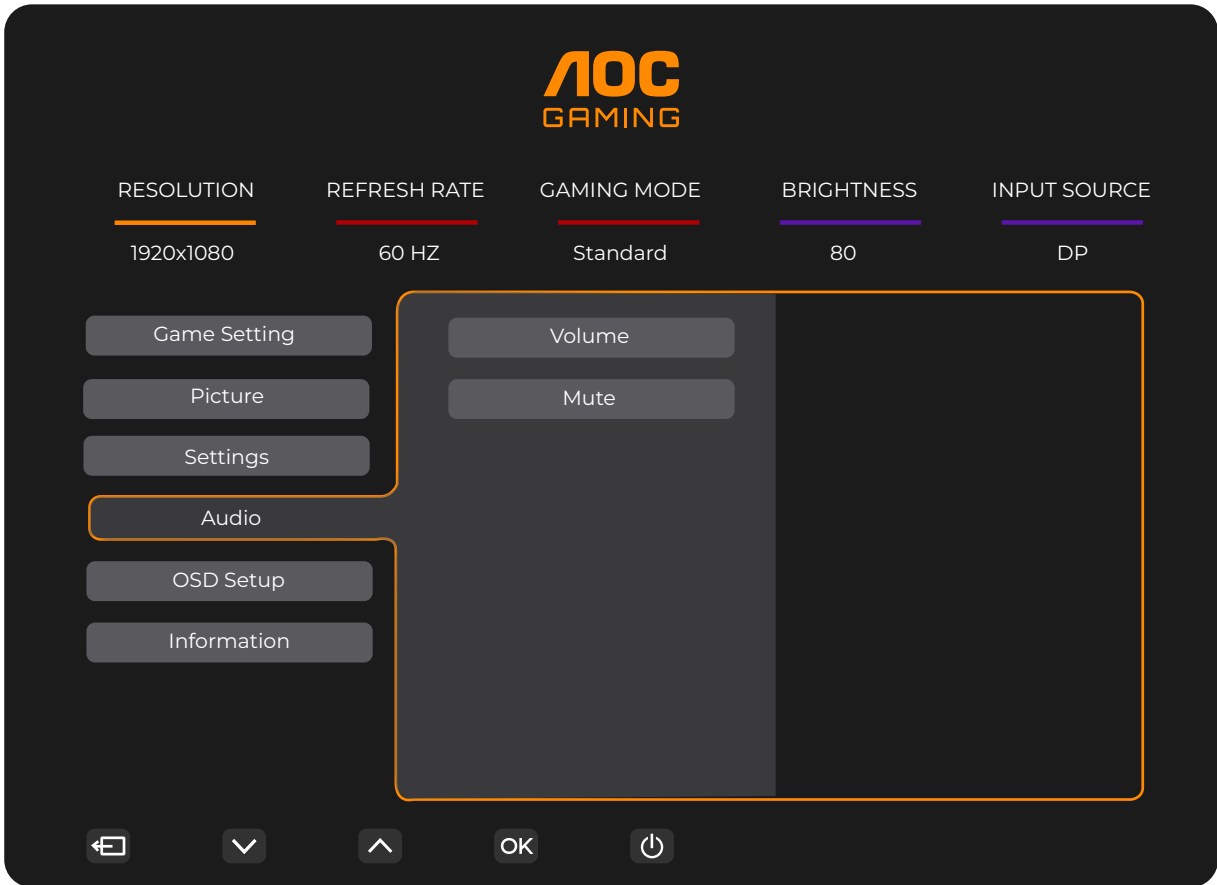 AOC
GAMING
RESOLUTION REFRESH RATE GAMING MODE BRIGHTNESS INPUT SOURCE
1920x1080 60 HZ Standard 80 DP
Game Setting Volume
Picture Mute
Settings
Audio
OSD Setup
Information
OK